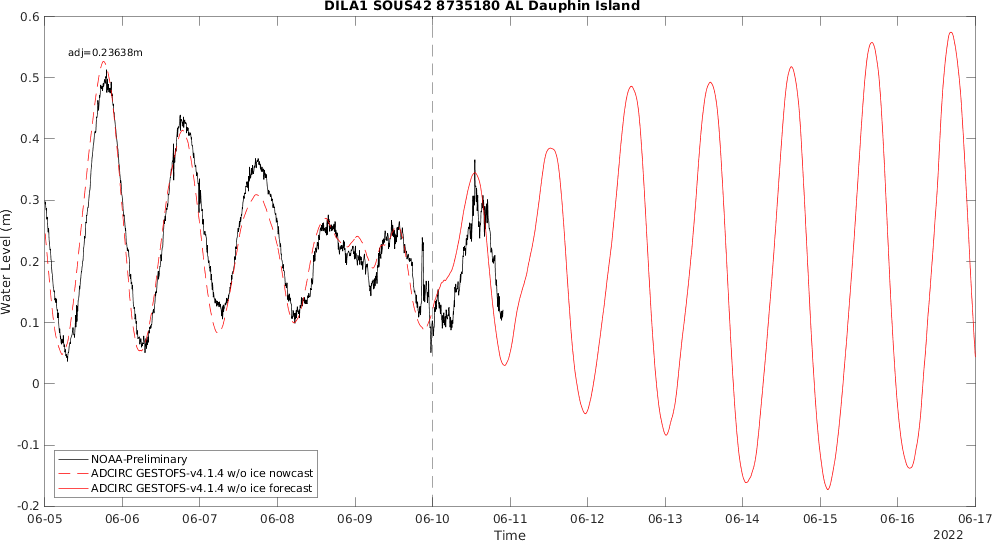 DILA1 SOUS42 8735180 AL Dauphin Island
adj=0.23638m
Water Level (m)
0.6
0.5
0.4
0.3
0.2
0.1
0
-0.1
-0.2
NOAA-Preliminary
ADCIRC GESTOFS-v4.1.4 w/o ice nowcast
ADCIRC GESTOFS-v4.1.4 w/o ice forecast
06-05 06-06 06-07 06-08 06-09 06-10 06-11 06-12 06-13 06-14 06-15 06-16 06-17
Time
2022